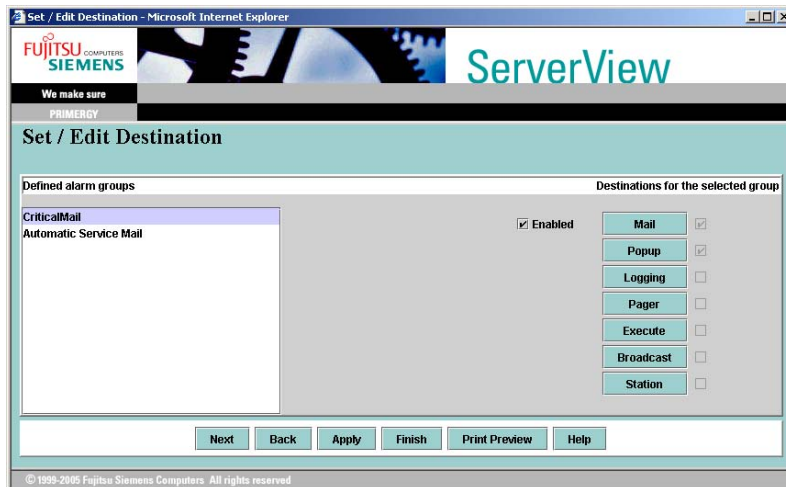 Set / Edit Destination - Microsoft Internet Explorer
FUJITSU COMPUTERS
SIEMENS
ServerView
We make sure
PRIMERGY
Set / Edit Destination
Defined alarm groups
Destinations for the selected group
CriticalMail
Automatic Service Mail
Enabled
Mail
Popup
Logging
Pager
Execute
Broadcast
Station
Next Back Apply Finish Print Preview Help
© 1999-2005 Fujitsu Siemens Computers All rights reserved